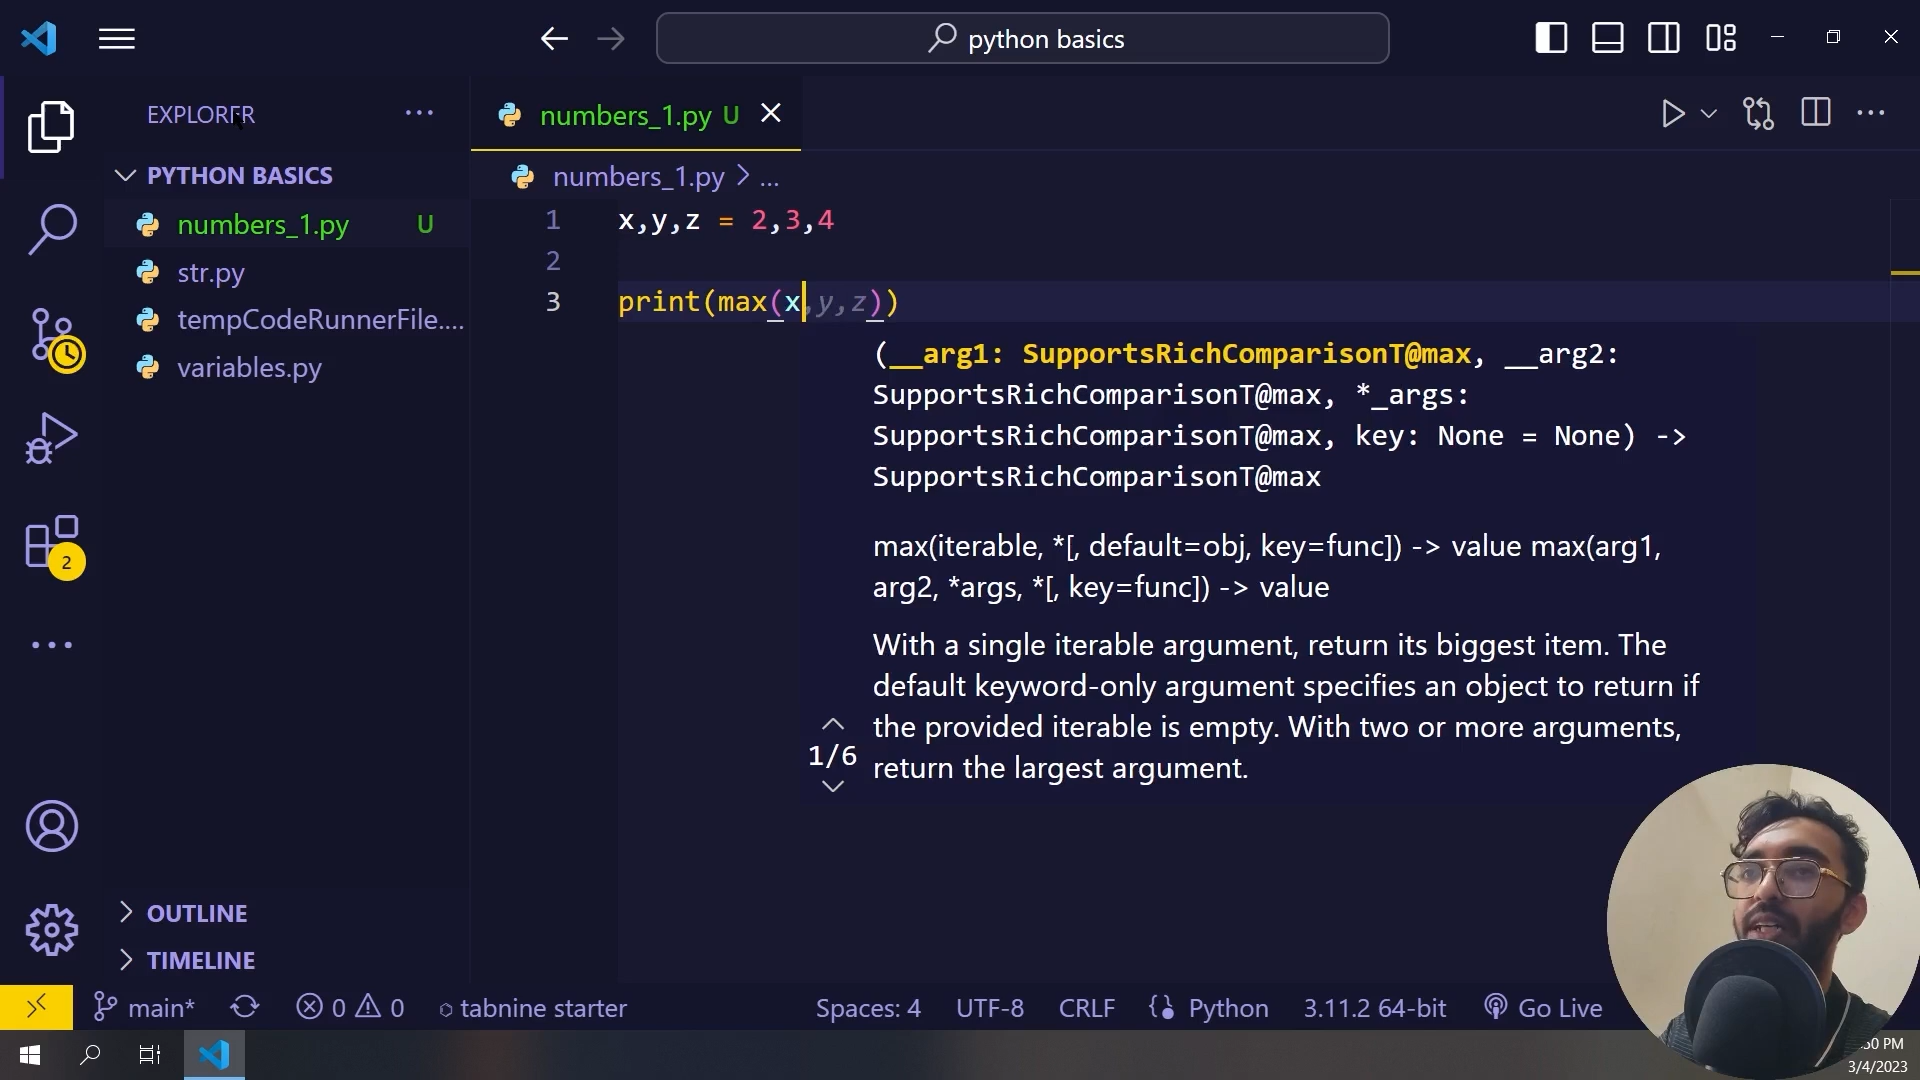 python basics
EXPLORER
PYTHON BASICS
numbers_1.py U
str.py
tempCodeRunnerFile....
variables.py
OUTLINE
TIMELINE
numbers_1.py U
numbers_1.py > ...
1 x,y,z = 2,3,4
2
3 print(max(x,y,z))
(__arg1: SupportsRichComparisonT@max, __arg2:
SupportsRichComparisonT@max, *_args:
SupportsRichComparisonT@max, key: None = None) ->
SupportsRichComparisonT@max
max(iterable, *[, default=obj, key=func]) -> value max(arg1,
arg2, *args, *[, key=func]) -> value
With a single iterable argument, return its biggest item. The
default keyword-only argument specifies an object to return if
the provided iterable is empty. With two or more arguments,
return the largest argument.
1/6
2
main* 0 0 tabnine starter Spaces: 4 UTF-8 CRLF Python 3.11.2 64-bit Go Live
PM
3/4/2023